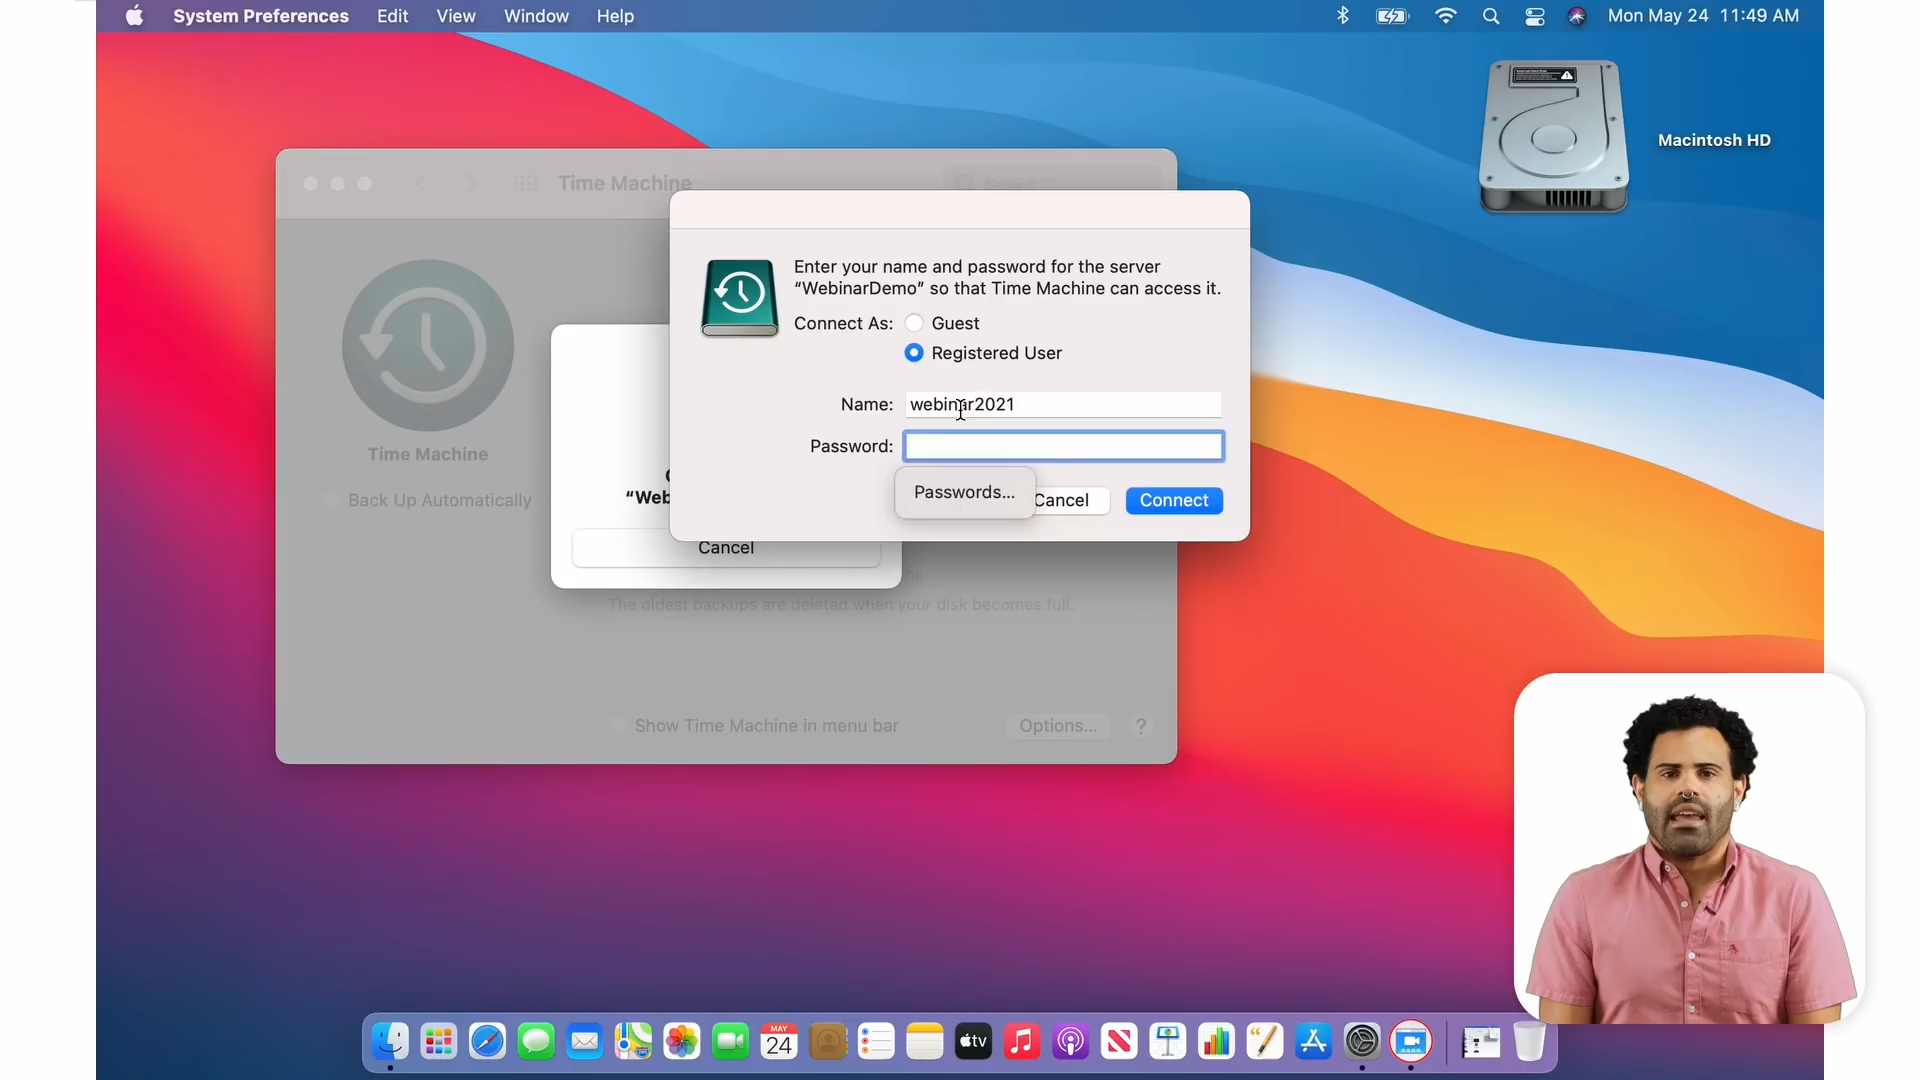 System Preferences Edit View Window Help Mon May 24 11:49 AM
Macintosh HD
Time Machine
Enter your name and password for the server
“WebinarDemo” so that Time Machine can access it.
Connect As: Guest
Registered User
Name: webinar2021
Password:
Passwords...
Cancel Connect
Time Machine
Back Up Automatically
“Web
Cancel
The oldest backups are deleted when your disk becomes full.
Show Time Machine in menu bar Options... ?
MAY
24
tv